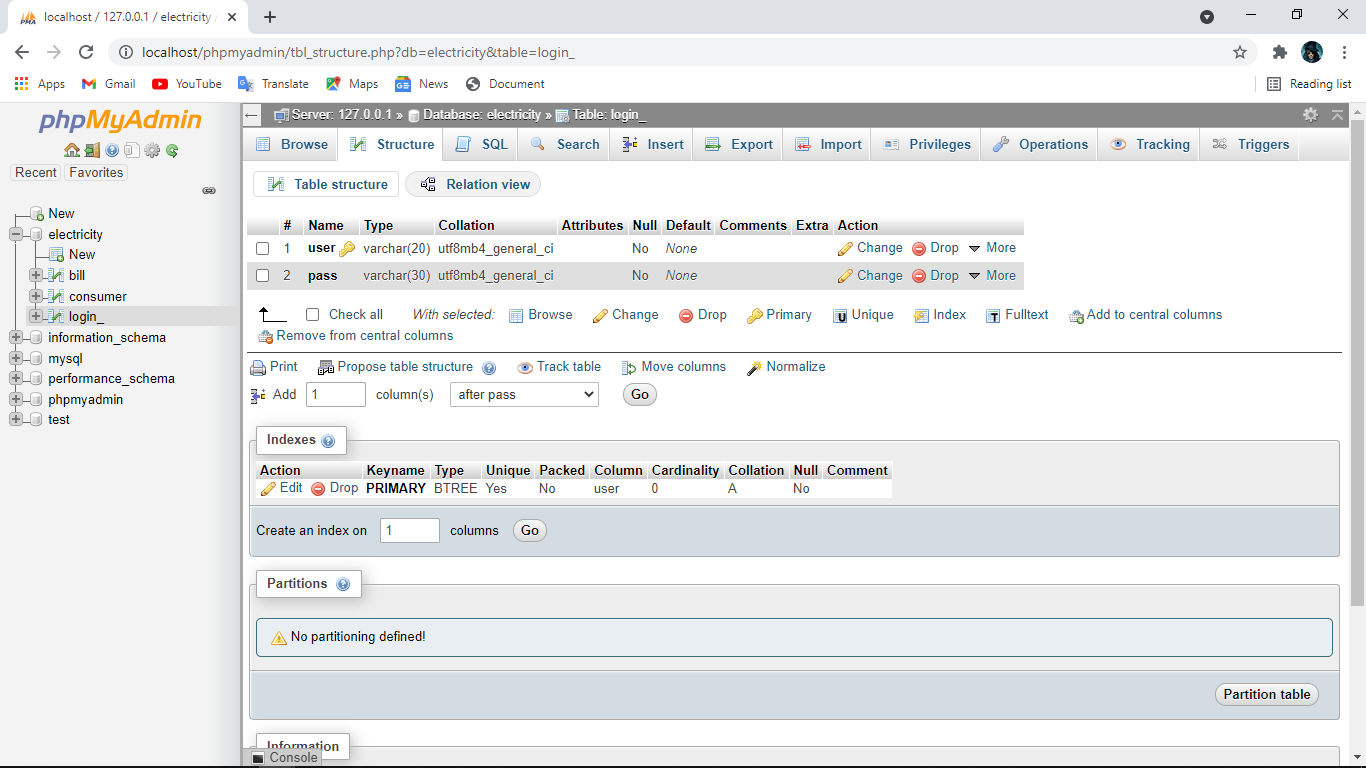 localhost / 127.0.0.1 / electricity
localhost/phpmyadmin/tbl_structure.php?db=electricity&table=login_
Apps Gmail YouTube Translate Maps News Document Reading list
phpMyAdmin
Recent Favorites
New
electricity
New
bill
consumer
login_
information_schema
mysql
performance_schema
phpmyadmin
test
Server: 127.0.0.1 » Database: electricity » Table: login_
Browse Structure SQL Search Insert Export Import Privileges Operations Tracking Triggers
Table structure Relation view
# Name Type Collation Attributes Null Default Comments Extra Action
1 user varchar(20) utf8mb4_general_ci No None Change Drop More
2 pass varchar(30) utf8mb4_general_ci No None Change Drop More
Check all With selected: Browse Change Drop Primary Unique Index Fulltext Add to central columns
Remove from central columns
Print Propose table structure Track table Move columns Normalize
Add 1 column(s) after pass Go
Indexes
Action Keyname Type Unique Packed Column Cardinality Collation Null Comment
Edit Drop PRIMARY BTREE Yes No user 0 A No
Create an index on 1 columns Go
Partitions
No partitioning defined!
Partition table
Information
Console